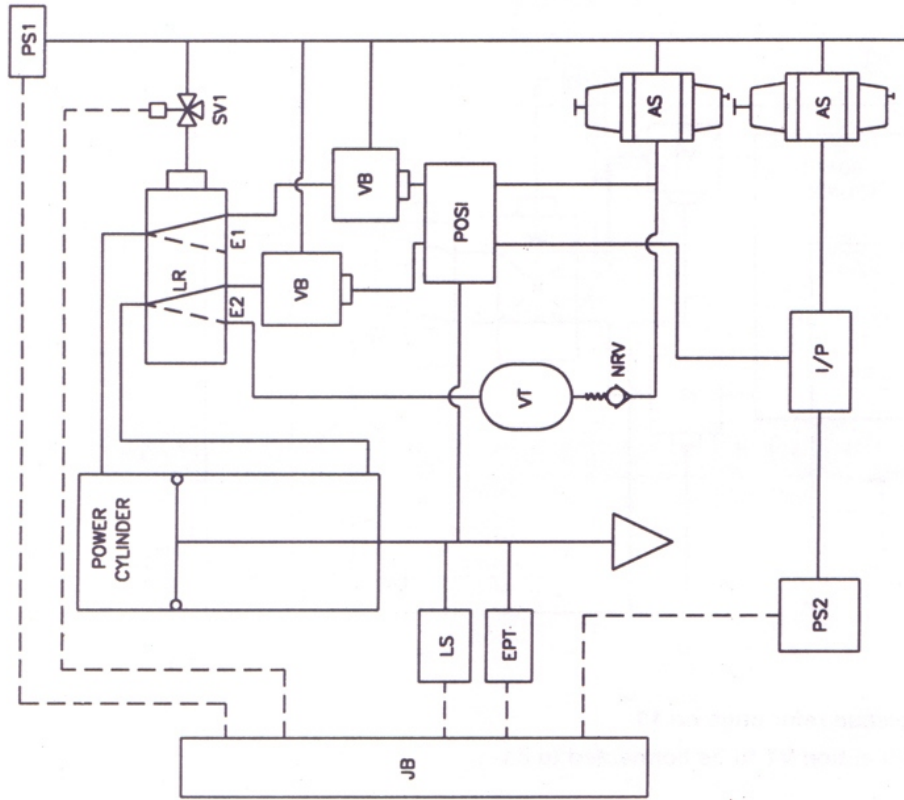 PS1
SV1
LR
E1
E2
VB
VB
POSI
AS
AS
POWER
CYLINDER
VT
NRV
I/P
LS
EPT
PS2
JB